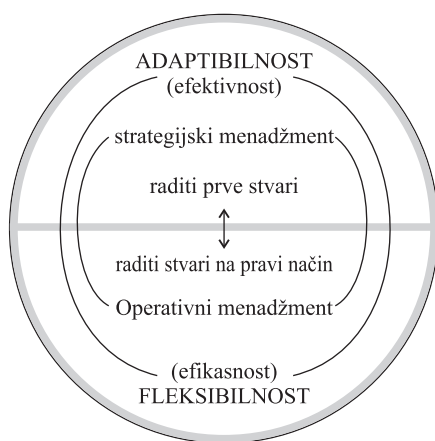 ADAPTIBILNOST
(efektivnost)
strategijski menadžment
raditi prve stvari
raditi stvari na pravi način
Operativni menadžment
(efikasnost)
FLEKSIBILNOST